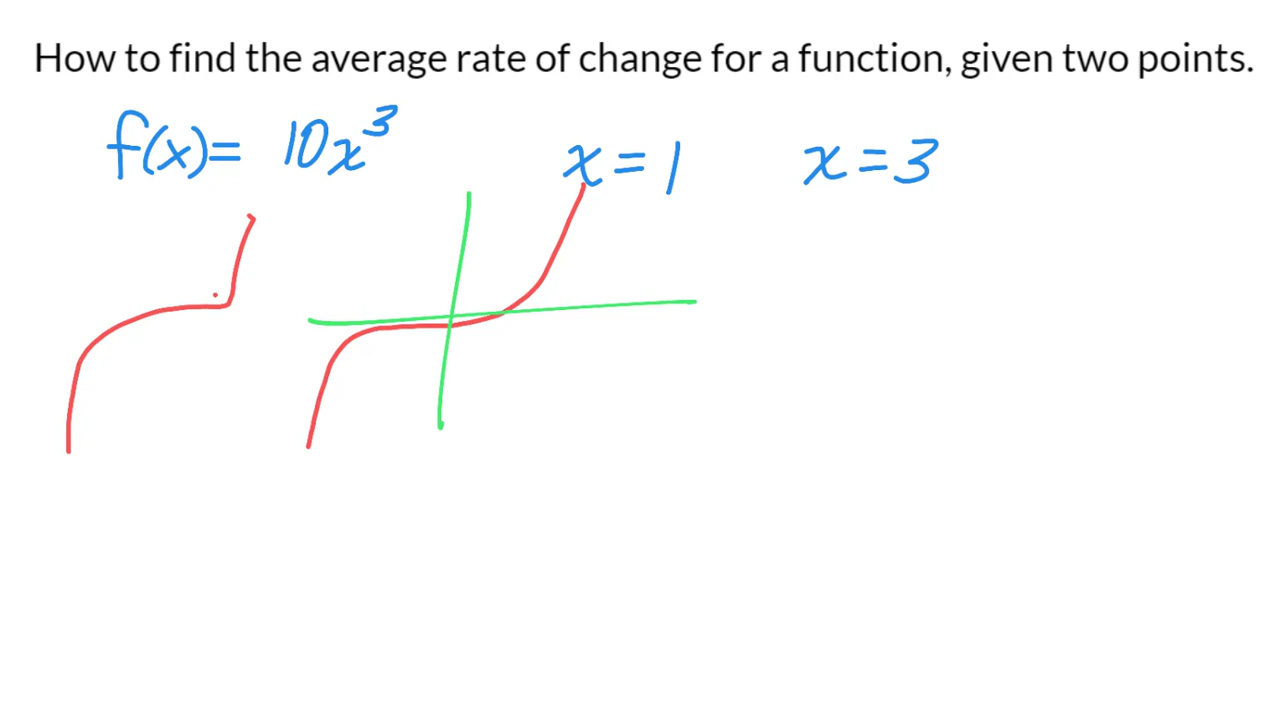 How to find the average rate of change for a function, given two points.
f(x)= 10x³ x=1 x=3